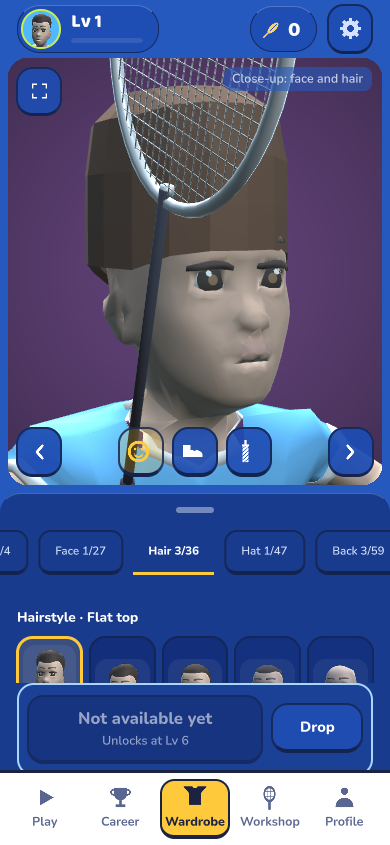 Lv 1
0
Close-up: face and hair
/4
Face 1/27
Hair 3/36
Hat 1/47
Back 3/59
Hairstyle · Flat top
Not available yet
Unlocks at Lv 6
Drop
Play
Career
Wardrobe
Workshop
Profile